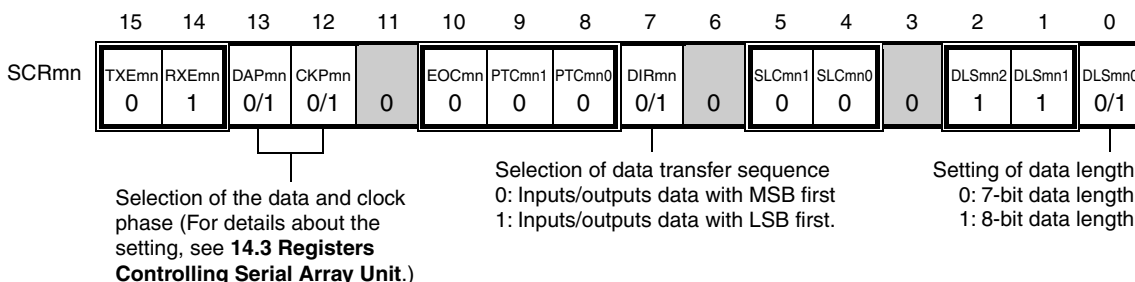 15 14 13 12 11 10 9 8 7 6 5 4 3 2 1 0
SCRmn TXEmn RXEmn DAPmn CKPmn EOCmn PTCmn1 PTCmn0 DIRmn SLCmn1 SLCmn0 DLSmn2 DLSmn1 DLSmn0
0 1 0/1 0/1 0 0 0 0 0/1 0 0 0 0 1 1 0/1
Selection of the data and clock
phase (For details about the
setting, see 14.3 Registers
Controlling Serial Array Unit.)
Selection of data transfer sequence
0: Inputs/outputs data with MSB first
1: Inputs/outputs data with LSB first.
Setting of data length
0: 7-bit data length
1: 8-bit data length